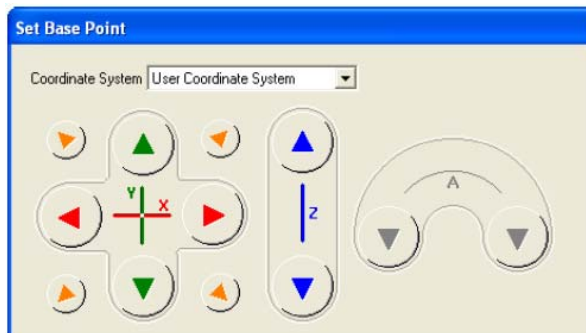 Set Base Point
Coordinate System User Coordinate System
A
Y
X
Z